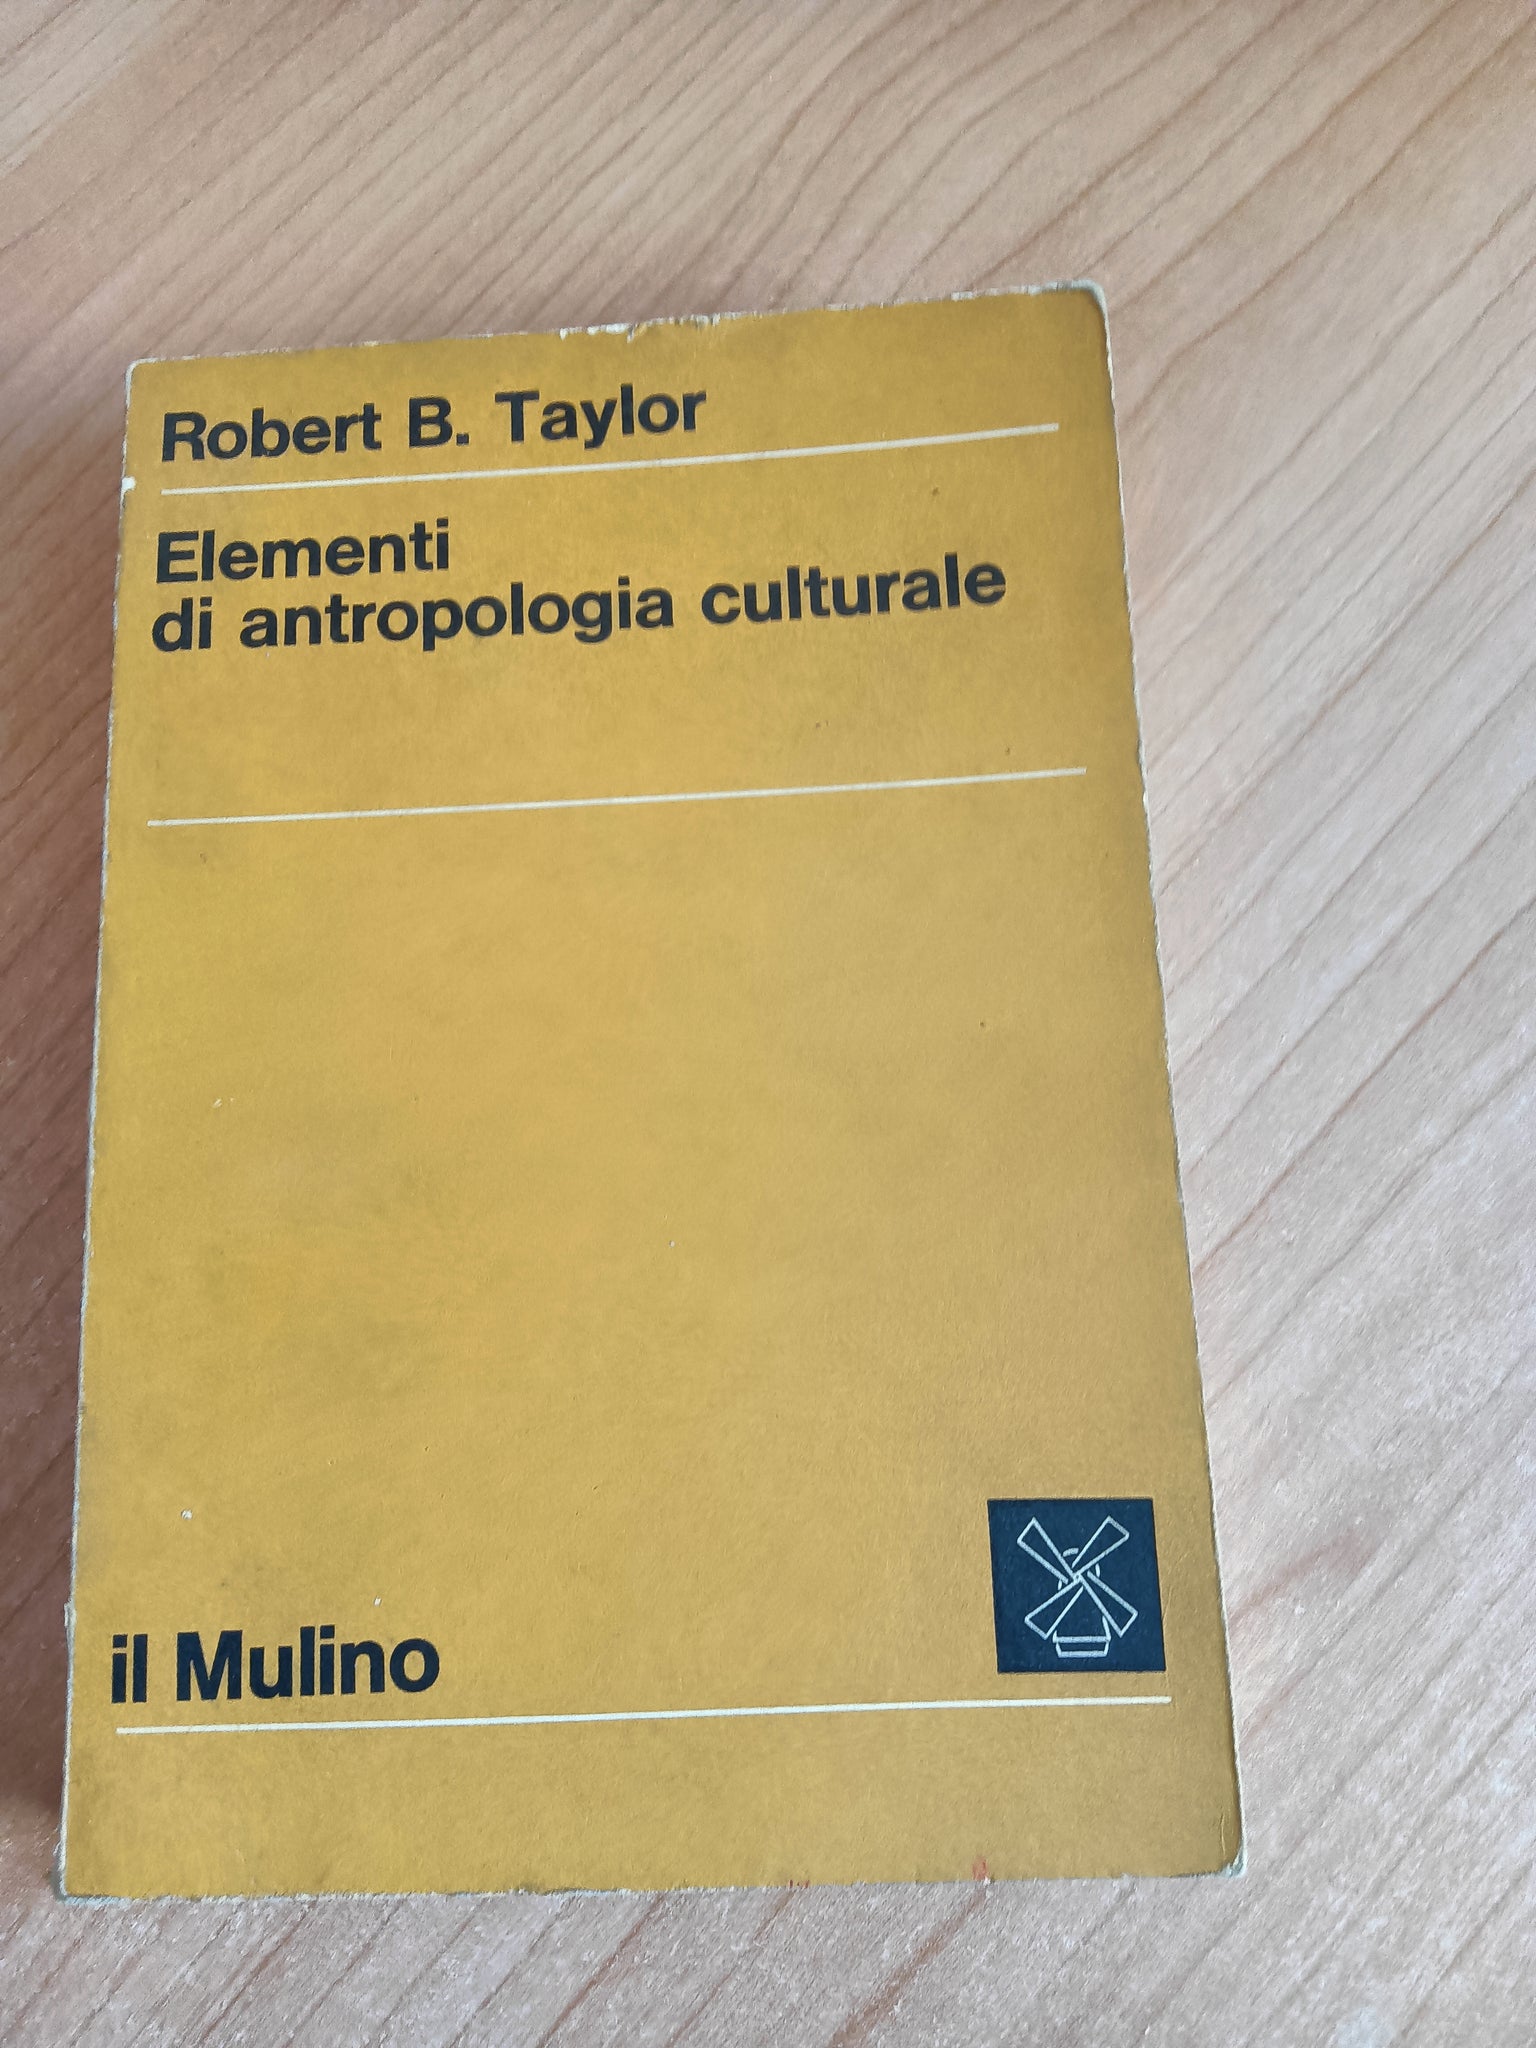 Robert B. Taylor
Elementi
di antropologia culturale
il Mulino